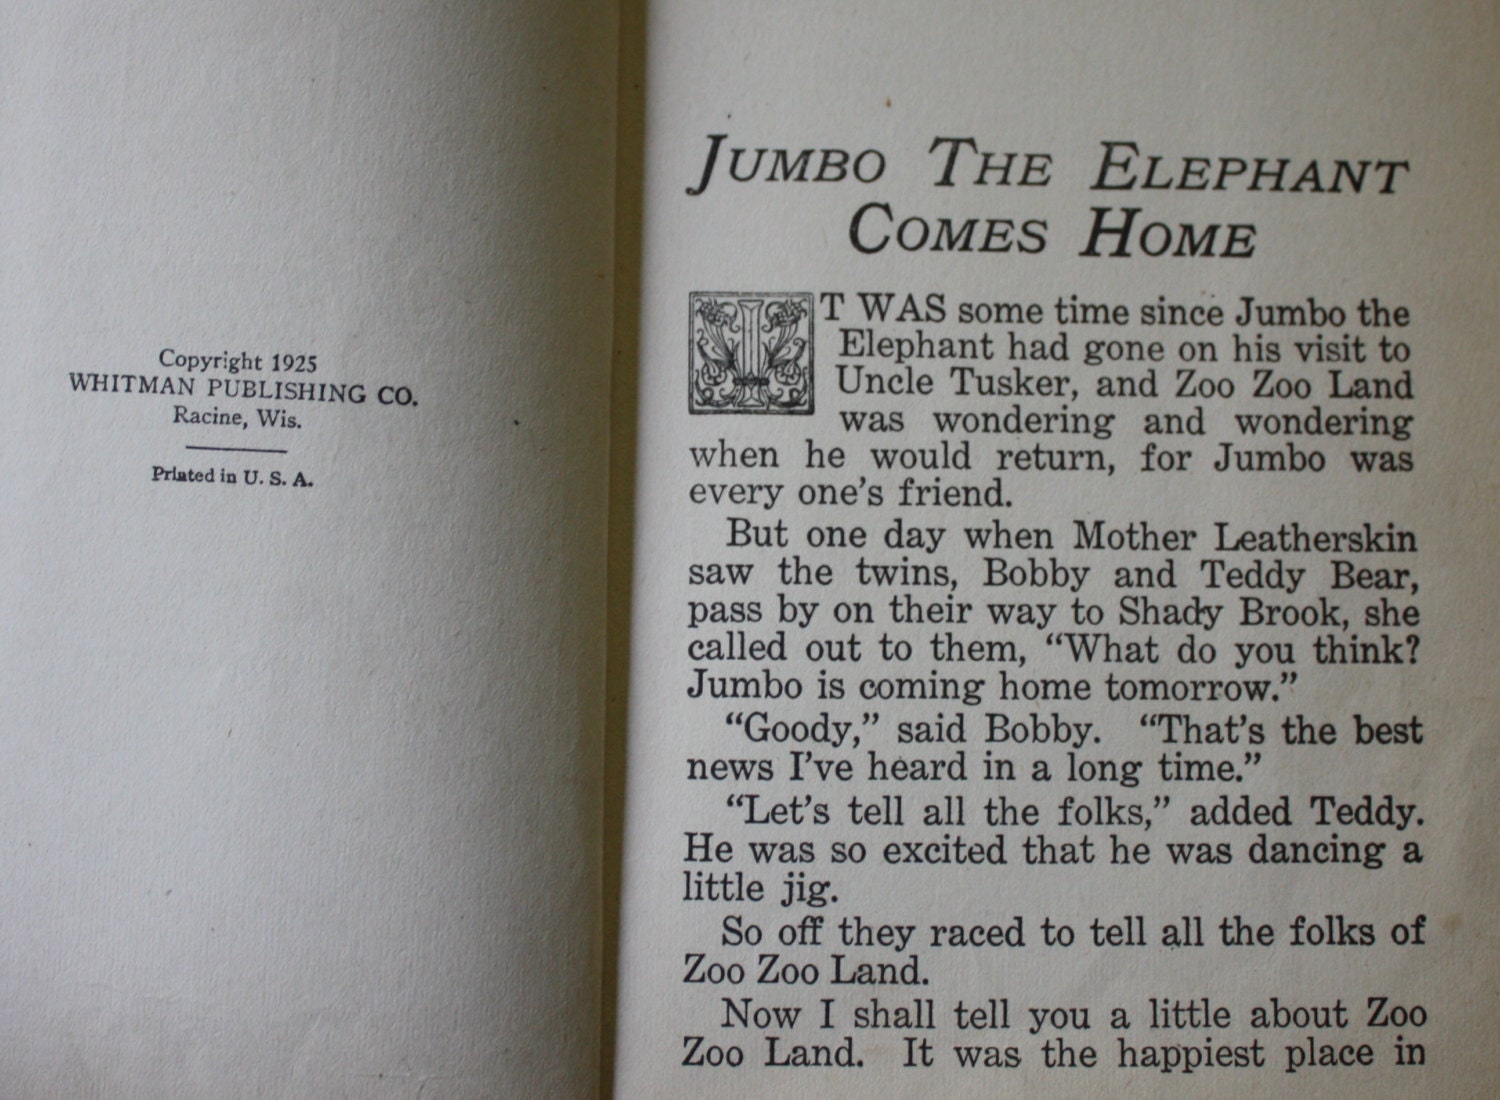 Copyright 1925
WHITMAN PUBLISHING CO.
Racine, Wis.
Printed in U. S. A.
JUMBO THE ELEPHANT
COMES HOME
IT WAS some time since Jumbo the
Elephant had gone on his visit to
Uncle Tusker, and Zoo Zoo Land
was wondering and wondering
when he would return, for Jumbo was
every one's friend.
But one day when Mother Leatherskin
saw the twins, Bobby and Teddy Bear,
pass by on their way to Shady Brook, she
called out to them, “What do you think?
Jumbo is coming home tomorrow.”
“Goody,” said Bobby. “That's the best
news I've heard in a long time.”
“Let's tell all the folks,” added Teddy.
He was so excited that he was dancing a
little jig.
So off they raced to tell all the folks of
Zoo Zoo Land.
Now I shall tell you a little about Zoo
Zoo Land. It was the happiest place in